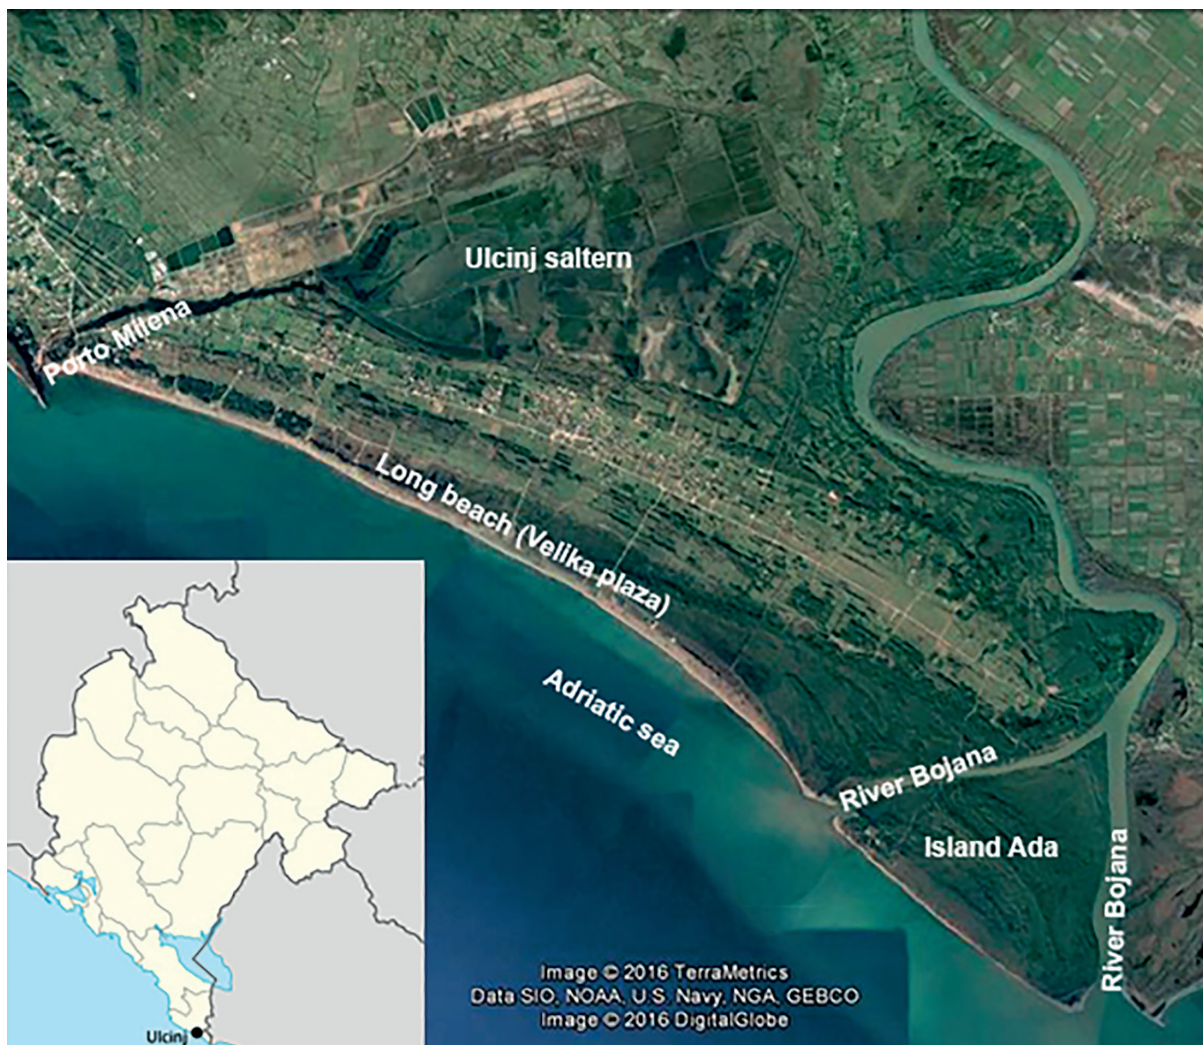 Ulcinj saltern
Porto Milena
Long beach (Velika plaza)
Adriatic sea
River Bojana
Island Ada
River Bojana
Image © 2016 TerraMetrics
Data SIO, NOAA, U.S. Navy, NGA, GEBCO
Image © 2016 DigitalGlobe
Ulcinj